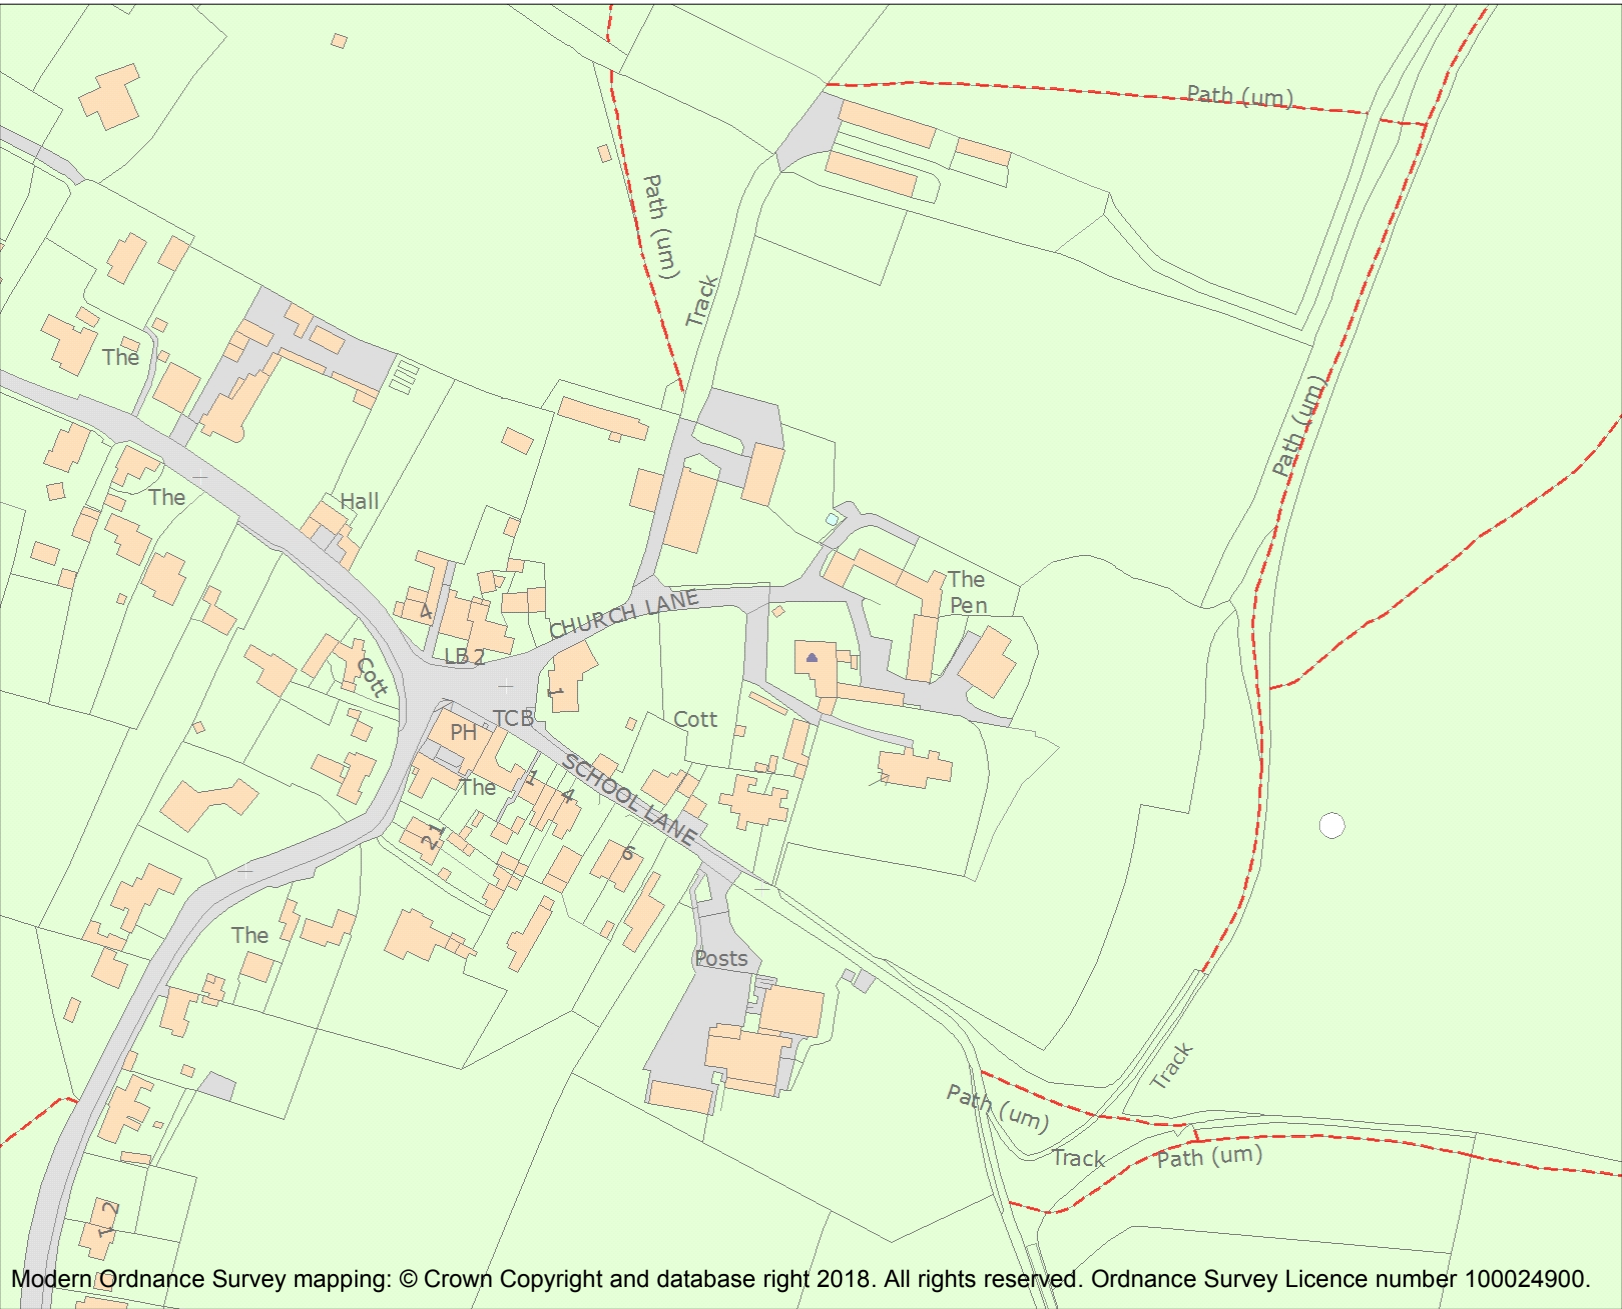 Path (um)
Path (um)
Track
The
Path (um)
The
Hall
The
Pen
4
CHURCH LANE
LB
2
Cott
1
TCB
Cott
PH
SCHOOL LANE
The
1
4
21
6
The
Posts
Track
Path (um)
Track
Path (um)
1 2
Modern Ordnance Survey mapping: © Crown Copyright and database right 2018. All rights reserved. Ordnance Survey Licence number 100024900.